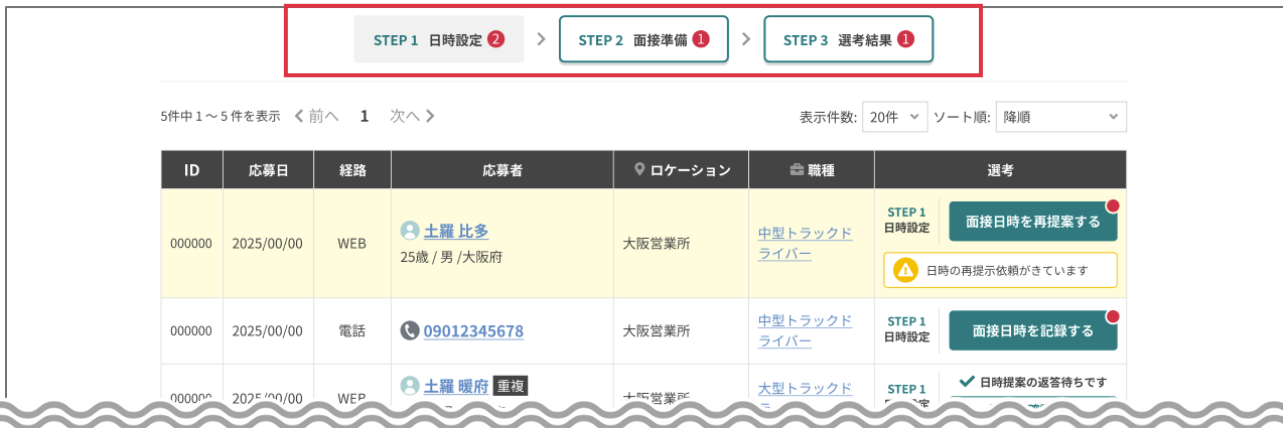 STEP 1 日時設定 2 STEP 2 面接準備 1 STEP 3 選考結果 1
5件中 1 ～ 5 件を表示 前へ 1 次へ 表示件数: 20件 ソート順: 降順
ID 応募日 経路 応募者 ロケーション 職種 選考
000000 2025/00/00 WEB 土羅 比多 大阪営業所 中型トラックド STEP 1 面接日時を再提案する
25歳 / 男 /大阪府 ライバー 日時設定
日時の再提示依頼がきています
000000 2025/00/00 電話 09012345678 大阪営業所 中型トラックド STEP 1 面接日時を記録する
ライバー 日時設定
000000 2025/00/00 WEB 土羅 暖府 重複 大型トラックド STEP 1 日時提案の返答待ちです